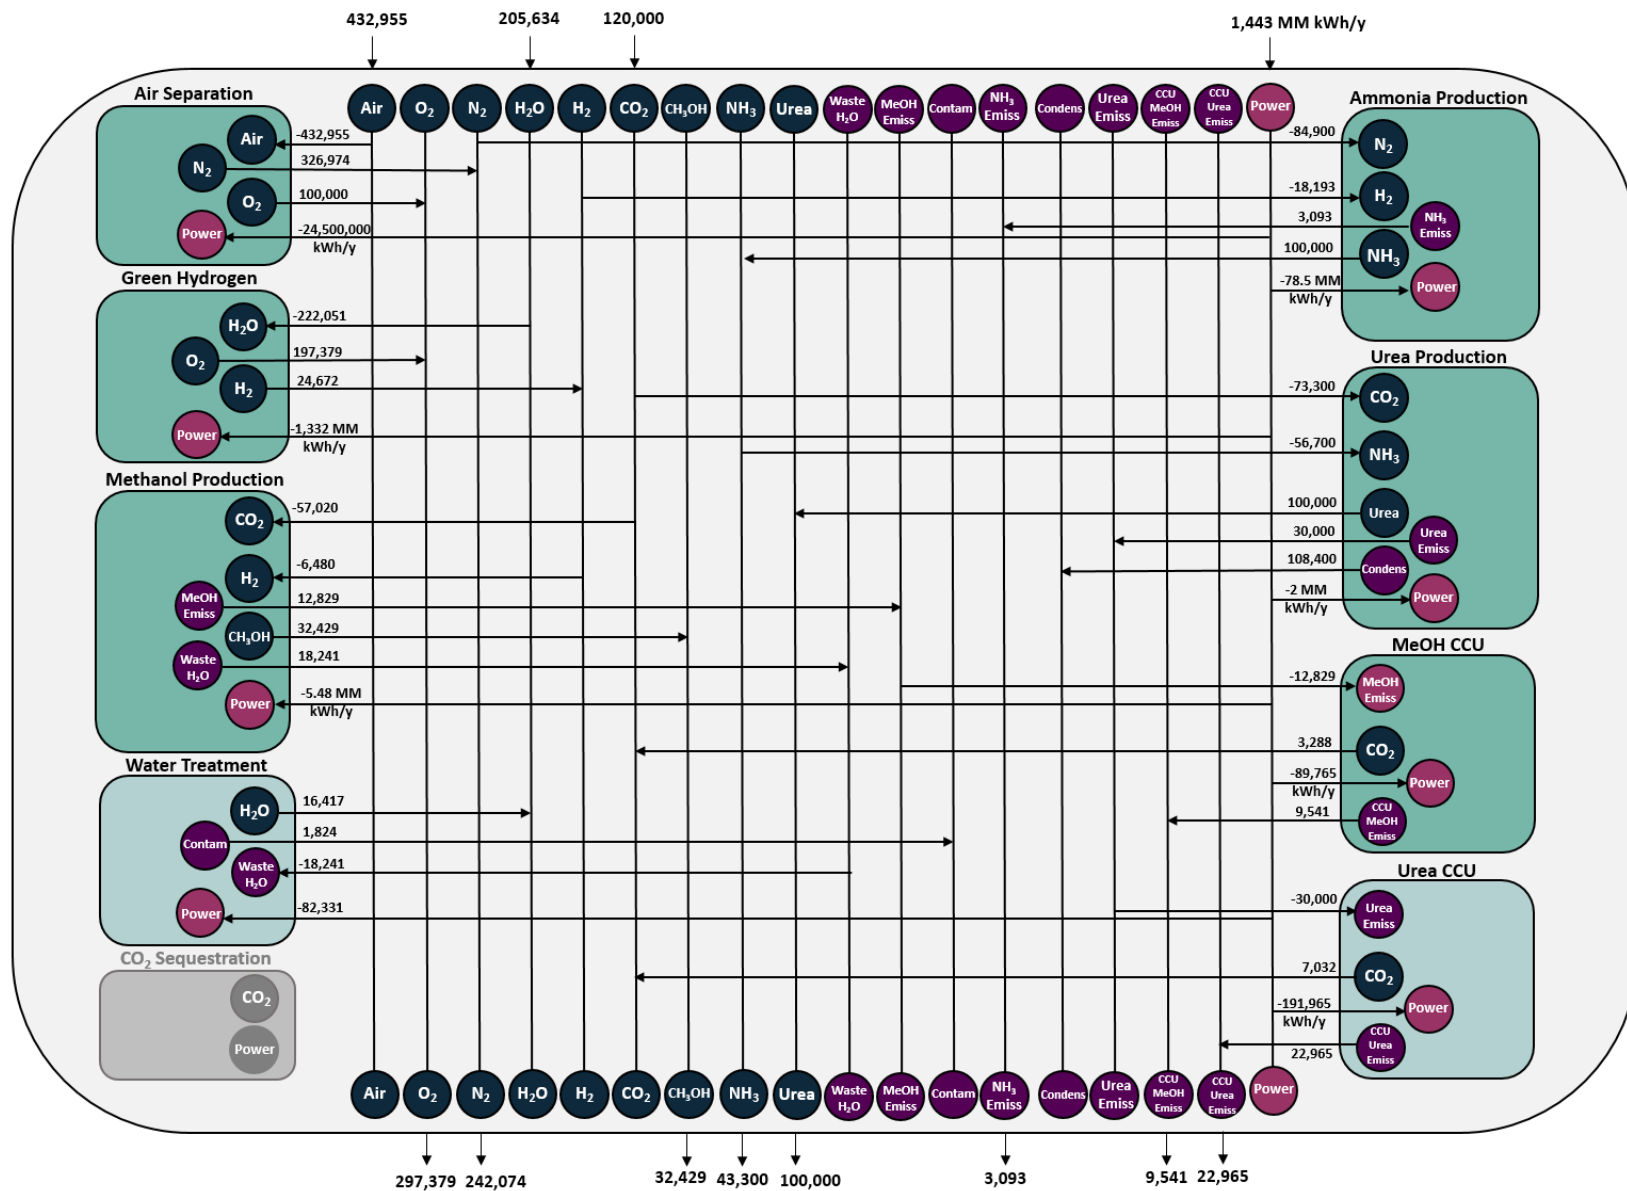 432,955
205,634
120,000
1,443 MM kWh/y
Air
O₂
N₂
H₂O
H₂
CO₂
CH₃OH
NH₃
Urea
Waste
H₂O
MeOH
Emiss
Contam
NH₃
Emiss
Condens
Urea
Emiss
CCU
MeOH
Emiss
CCU
Urea
Emiss
Power
Air Separation
Air
-432,955
N₂
326,974
O₂
100,000
Power
-24,500,000
kWh/y
Green Hydrogen
H₂O
-222,051
O₂
197,379
H₂
24,672
Power
-1,332 MM
kWh/y
Methanol Production
CO₂
-57,020
H₂
-6,480
MeOH
Emiss
12,829
CH₃OH
32,429
Waste
H₂O
18,241
Power
-5.48 MM
kWh/y
Water Treatment
H₂O
16,417
Contam
1,824
Waste
H₂O
-18,241
Power
-82,331
CO₂ Sequestration
CO₂
Power
Ammonia Production
-84,900
N₂
-18,193
H₂
3,093
NH₃
Emiss
100,000
NH₃
-78.5 MM
kWh/y
Power
Urea Production
-73,300
CO₂
-56,700
NH₃
100,000
Urea
30,000
Urea
Emiss
108,400
Condens
-2 MM
kWh/y
Power
MeOH CCU
-12,829
MeOH
Emiss
3,288
CO₂
-89,765
kWh/y
Power
9,541
CCU
MeOH
Emiss
Urea CCU
-30,000
Urea
Emiss
7,032
CO₂
-191,965
kWh/y
Power
22,965
CCU
Urea
Emiss
Air
O₂
N₂
H₂O
H₂
CO₂
CH₃OH
NH₃
Urea
Waste
H₂O
MeOH
Emiss
Contam
NH₃
Emiss
Condens
Urea
Emiss
CCU
MeOH
Emiss
CCU
Urea
Emiss
Power
297,379
242,074
32,429
43,300
100,000
3,093
9,541
22,965